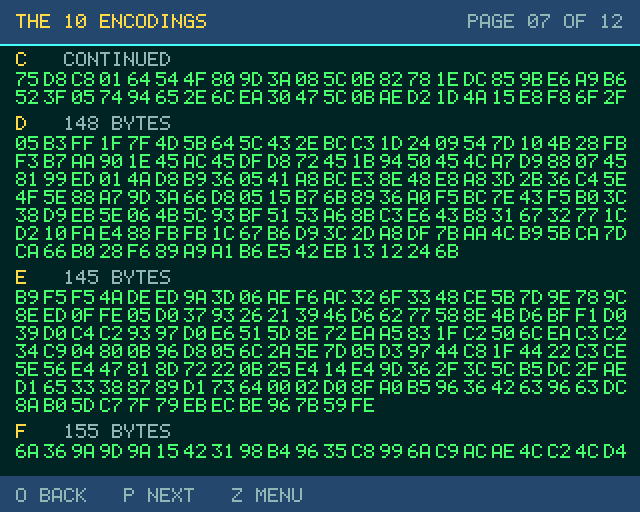 THE 10 ENCODINGS PAGE 07 OF 12
C CONTINUED
75 D8 C8 01 64 54 4F 80 9D 3A 08 5C 0B 82 78 1E DC 85 9B E6 A9 B6
52 3F 05 74 94 65 2E 6C EA 30 47 5C 0B AE D2 1D 4A 15 E8 F8 6F 2F
D 148 BYTES
05 B3 FF 1F 7F 4D 5B 64 5C 43 2E BC C3 1D 24 09 54 7D 10 4B 28 FB
F3 B7 AA 90 1E 45 AC 45 DF D8 72 45 1B 94 50 45 4C A7 D9 88 07 45
81 99 ED 01 4A D8 B9 36 05 41 A8 BC E3 8E 48 E8 A8 3D 2B 36 C4 5E
4F 5E 88 A7 9D 3A 66 D8 05 15 B7 6B 89 36 A0 F5 BC 7E 43 F5 B0 3C
38 D9 EB 5E 06 4B 5C 93 BF 51 53 A6 8B C3 E6 43 B8 31 67 32 77 1C
D2 10 FA E4 88 FB FB 1C 67 B6 D9 3C 2D A8 DF 7B AA 4C B9 5B CA 7D
CA 66 B0 28 F6 89 A9 A1 B6 E5 42 EB 13 12 24 6B
E 145 BYTES
B9 F5 F5 4A DE ED 9A 3D 06 AE F6 AC 32 6F 33 48 CE 5B 7D 9E 78 9C
8E ED 0F FE 05 D0 37 93 26 21 39 46 D6 62 77 58 8E 4B D6 BF F1 D0
39 D0 C4 C2 93 97 D0 E6 51 5D 8E 72 EA A5 83 1F C2 50 6C EA C3 C2
34 C9 04 80 0B 96 D8 05 6C 2A 5E 7D 05 D3 97 44 C8 1F 44 22 C3 CE
5E 56 E4 47 81 8D 72 22 0B 25 E4 14 E4 9D 36 2F 3C 5C B5 DC 2F AE
D1 65 33 38 87 89 D1 73 64 00 02 D0 8F A0 B5 96 36 42 63 96 63 DC
8A B0 5D C7 7F 79 EB EC BE 96 7B 59 FE
F 155 BYTES
6A 36 9A 9D 9A 15 42 31 98 B4 96 35 C8 99 6A C9 AC AE 4C C2 4C D4
O BACK P NEXT Z MENU